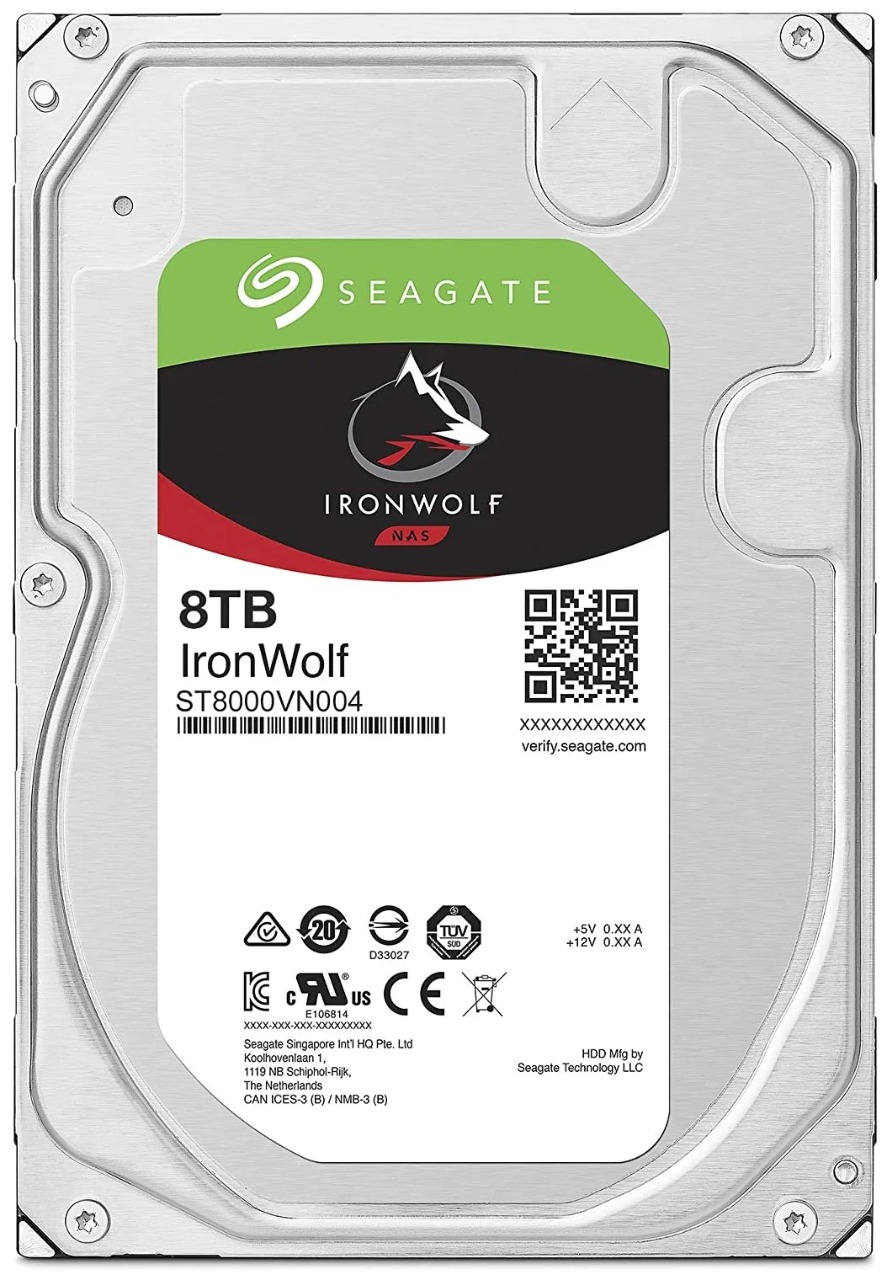 SEAGATE
IRONWOLF
NAS
8TB
IronWolf
ST8000VN004
XXXXXXXXXXXX
verify.seagate.com
20
D33027
TÜV
SÜD
+5V 0.XX A
+12V 0.XX A
c RU® US
E106814
CE
XXXX-XXX-XXX-XXXXXXXXX
Seagate Singapore Int'l HQ Pte. Ltd
Koolhovenlaan 1,
1119 NB Schiphol-Rijk,
The Netherlands
CAN ICES-3 (B) / NMB-3 (B)
HDD Mfg by
Seagate Technology LLC